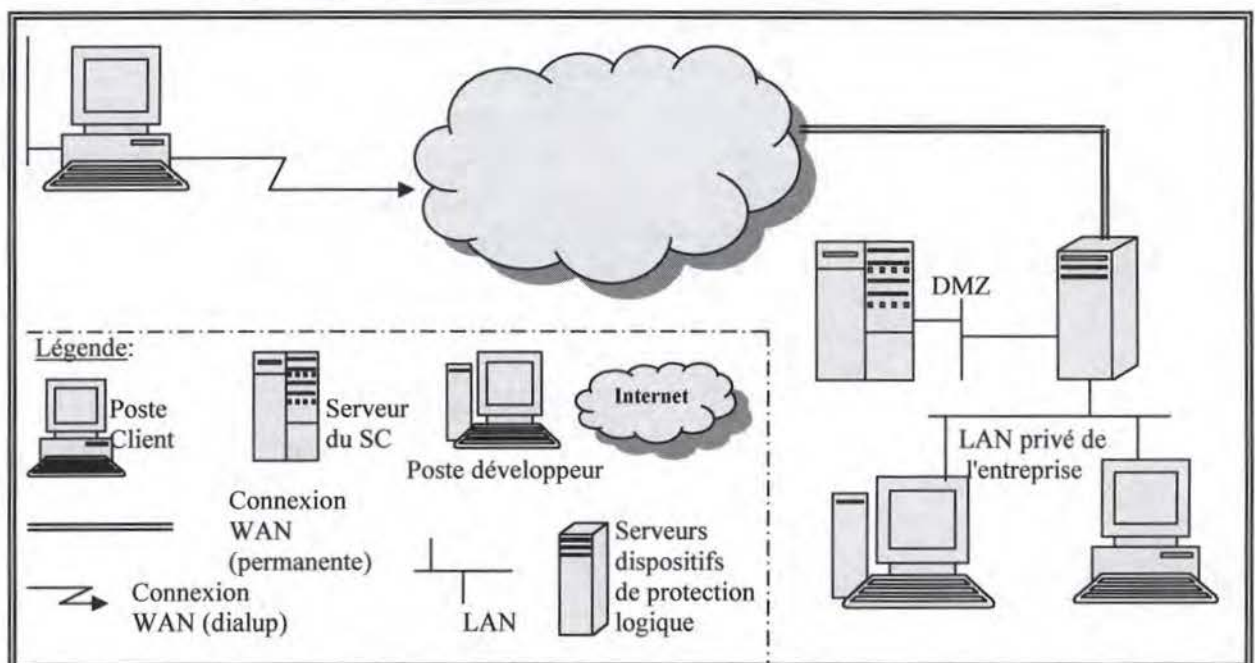 DMZ
LAN privé de
l'entreprise
Légende:
Poste
Client
Serveur
du SC
Poste développeur
Internet
Connexion
WAN
(permanente)
Connexion
WAN (dialup)
LAN
Serveurs
dispositifs
de protection
logique